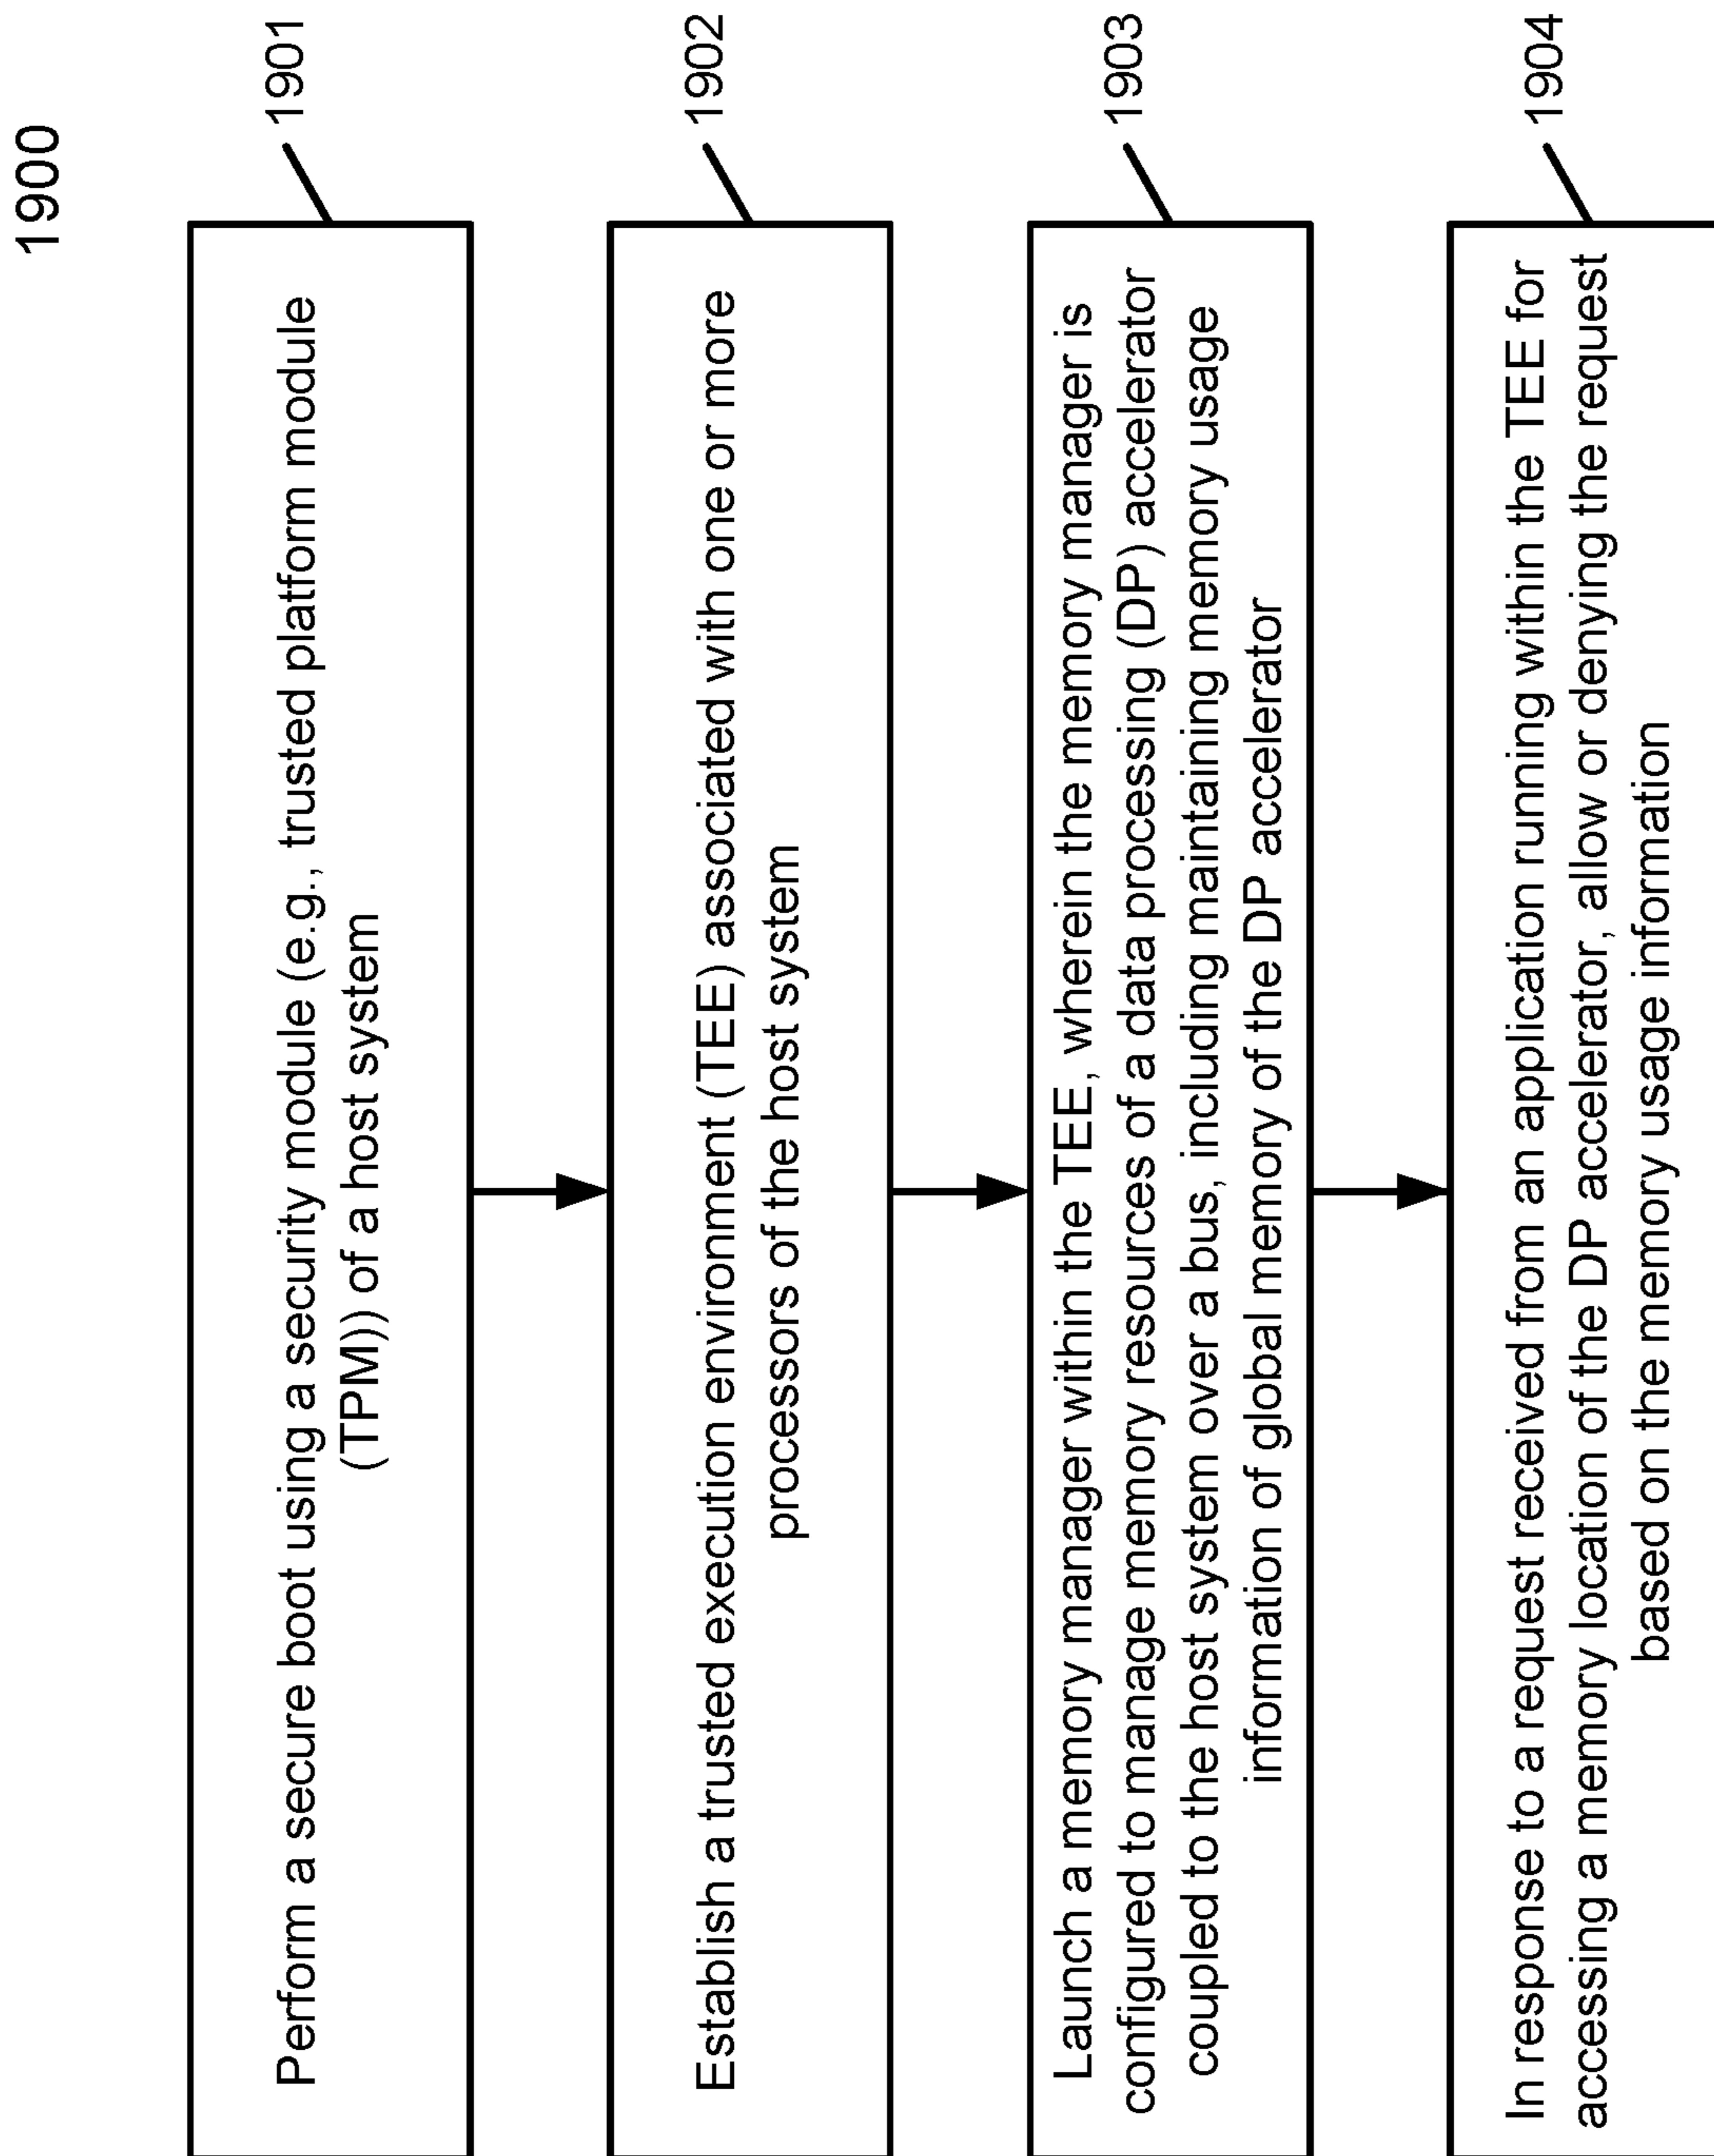 1900
Perform a secure boot using a security module (e.g., trusted platform module
(TPM)) of a host system
1901
Establish a trusted execution environment (TEE) associated with one or more
processors of the host system
1902
Launch a memory manager within the TEE, wherein the memory manager is
configured to manage memory resources of a data processing (DP) accelerator
coupled to the host system over a bus, including maintaining memory usage
information of global memory of the DP accelerator
1903
In response to a request received from an application running within the TEE for
accessing a memory location of the DP accelerator, allow or denying the request
based on the memory usage information
1904